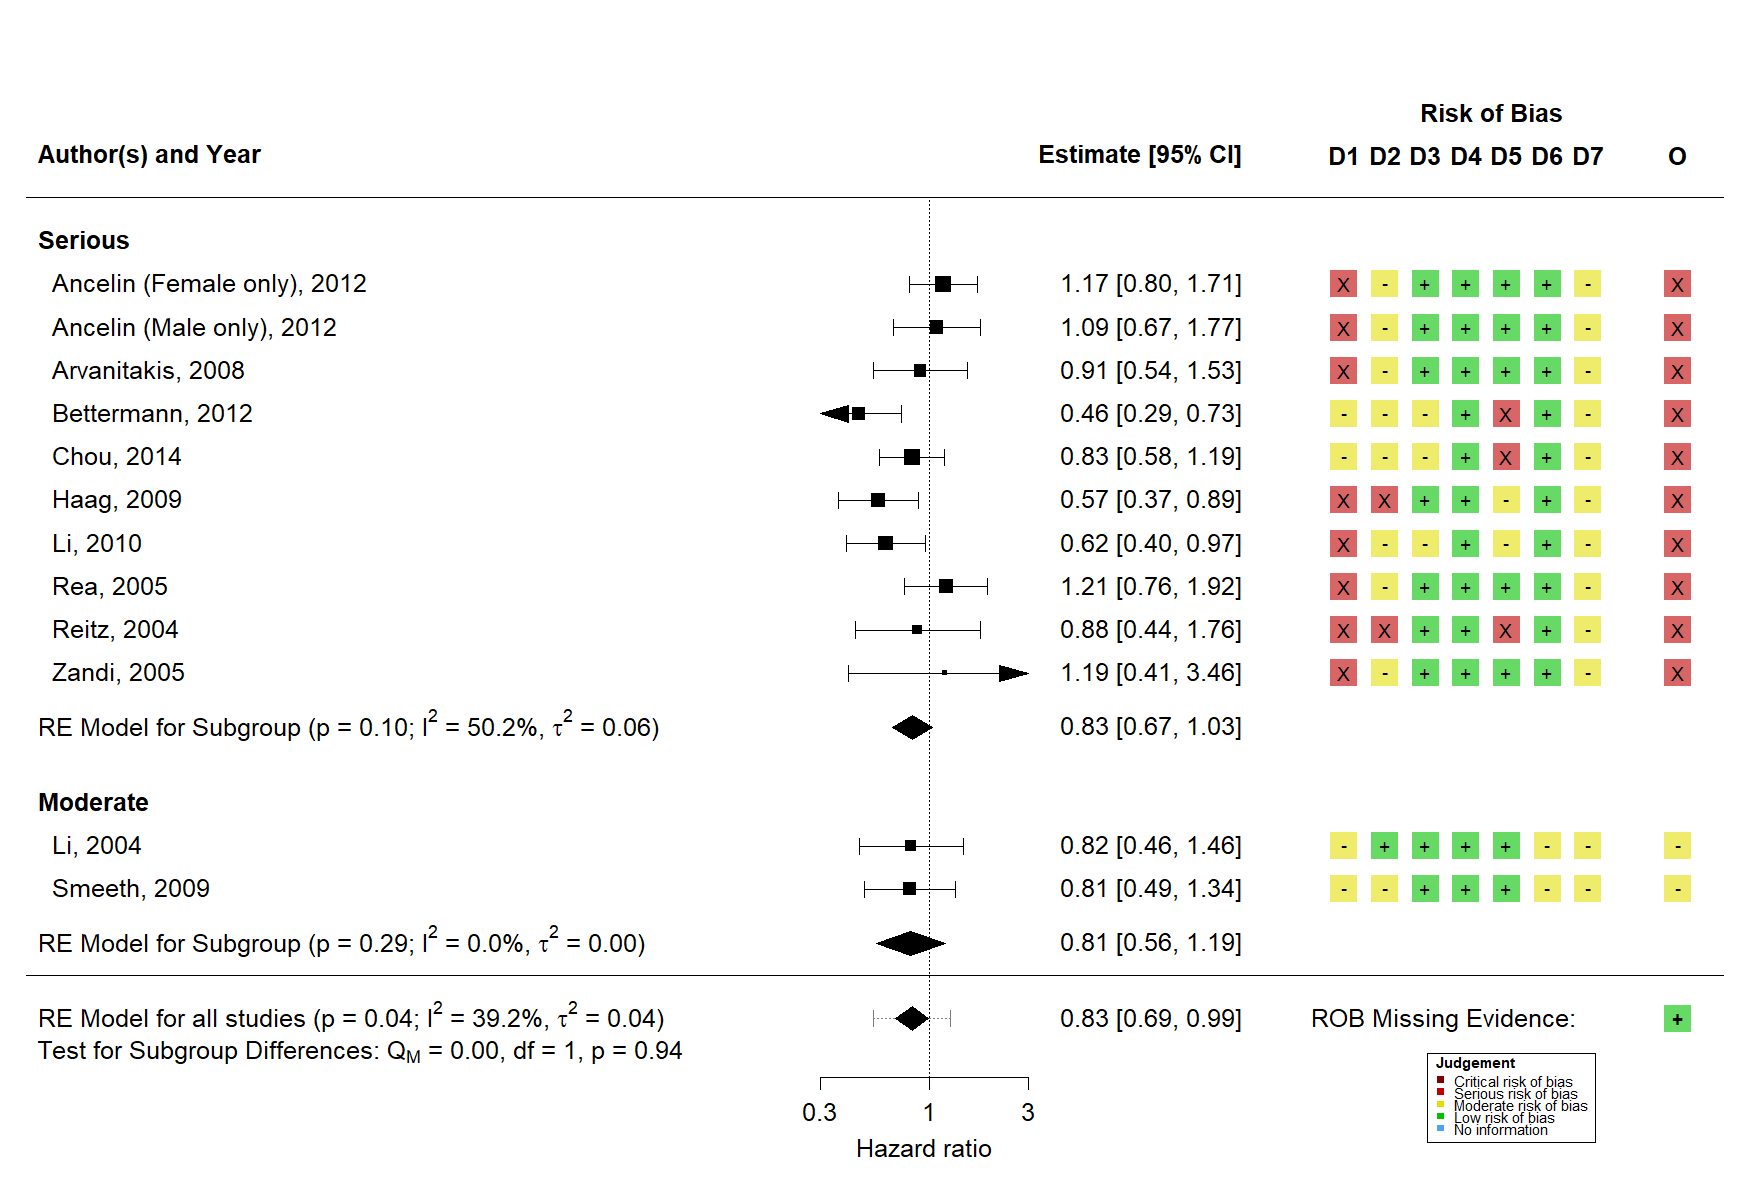 Risk of Bias
Author(s) and Year Estimate [95% CI] D1 D2 D3 D4 D5 D6 D7 O
Serious
Ancelin (Female only), 2012 1.17 [0.80, 1.71] X - + + + + - X
Ancelin (Male only), 2012 1.09 [0.67, 1.77] X - + + + + - X
Arvanitakis, 2008 0.91 [0.54, 1.53] X - + + + + - X
Bettermann, 2012 0.46 [0.29, 0.73] - - - + X + - X
Chou, 2014 0.83 [0.58, 1.19] - - - + X + - X
Haag, 2009 0.57 [0.37, 0.89] X X + + - + - X
Li, 2010 0.62 [0.40, 0.97] X - - + - + - X
Rea, 2005 1.21 [0.76, 1.92] X - + + + + - X
Reitz, 2004 0.88 [0.44, 1.76] X X + + X + - X
Zandi, 2005 1.19 [0.41, 3.46] X - + + + + - X
RE Model for Subgroup (p = 0.10; I² = 50.2%, τ² = 0.06) 0.83 [0.67, 1.03]
Moderate
Li, 2004 0.82 [0.46, 1.46] - + + + + - - -
Smeeth, 2009 0.81 [0.49, 1.34] - - + + + - - -
RE Model for Subgroup (p = 0.29; I² = 0.0%, τ² = 0.00) 0.81 [0.56, 1.19]
RE Model for all studies (p = 0.04; I² = 39.2%, τ² = 0.04) 0.83 [0.69, 0.99] ROB Missing Evidence: +
Test for Subgroup Differences: Q_M = 0.00, df = 1, p = 0.94
0.3 1 3
Hazard ratio
Judgement
Critical risk of bias
Serious risk of bias
Moderate risk of bias
Low risk of bias
No information